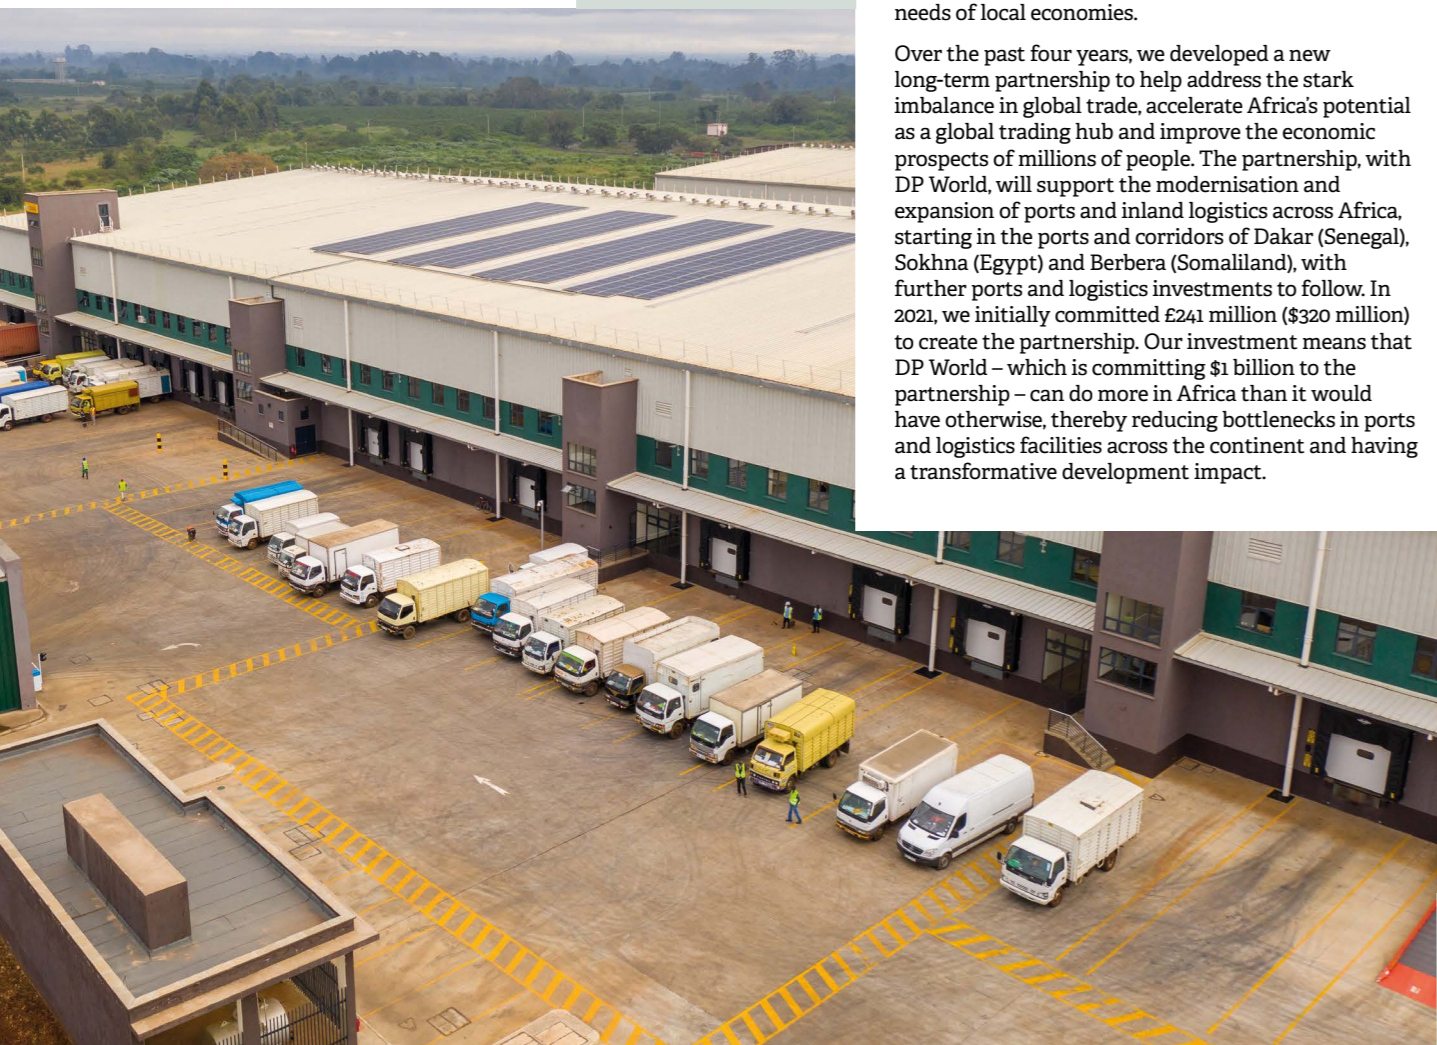 needs of local economies.
Over the past four years, we developed a new
long-term partnership to help address the stark
imbalance in global trade, accelerate Africa’s potential
as a global trading hub and improve the economic
prospects of millions of people. The partnership, with
DP World, will support the modernisation and
expansion of ports and inland logistics across Africa,
starting in the ports and corridors of Dakar (Senegal),
Sokhna (Egypt) and Berbera (Somaliland), with
further ports and logistics investments to follow. In
2021, we initially committed £241 million ($320 million)
to create the partnership. Our investment means that
DP World – which is committing $1 billion to the
partnership – can do more in Africa than it would
have otherwise, thereby reducing bottlenecks in ports
and logistics facilities across the continent and having
a transformative development impact.